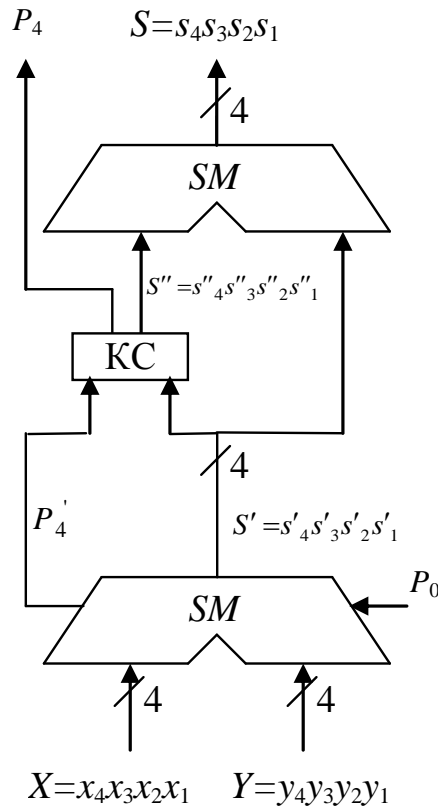 P₄
S=s₄s₃s₂s₁
4
SM
S''=s''₄s''₃s''₂s''₁
КС
4
P₄'
S'=s'₄s'₃s'₂s'₁
SM
P₀
4
4
X=x₄x₃x₂x₁
Y=y₄y₃y₂y₁